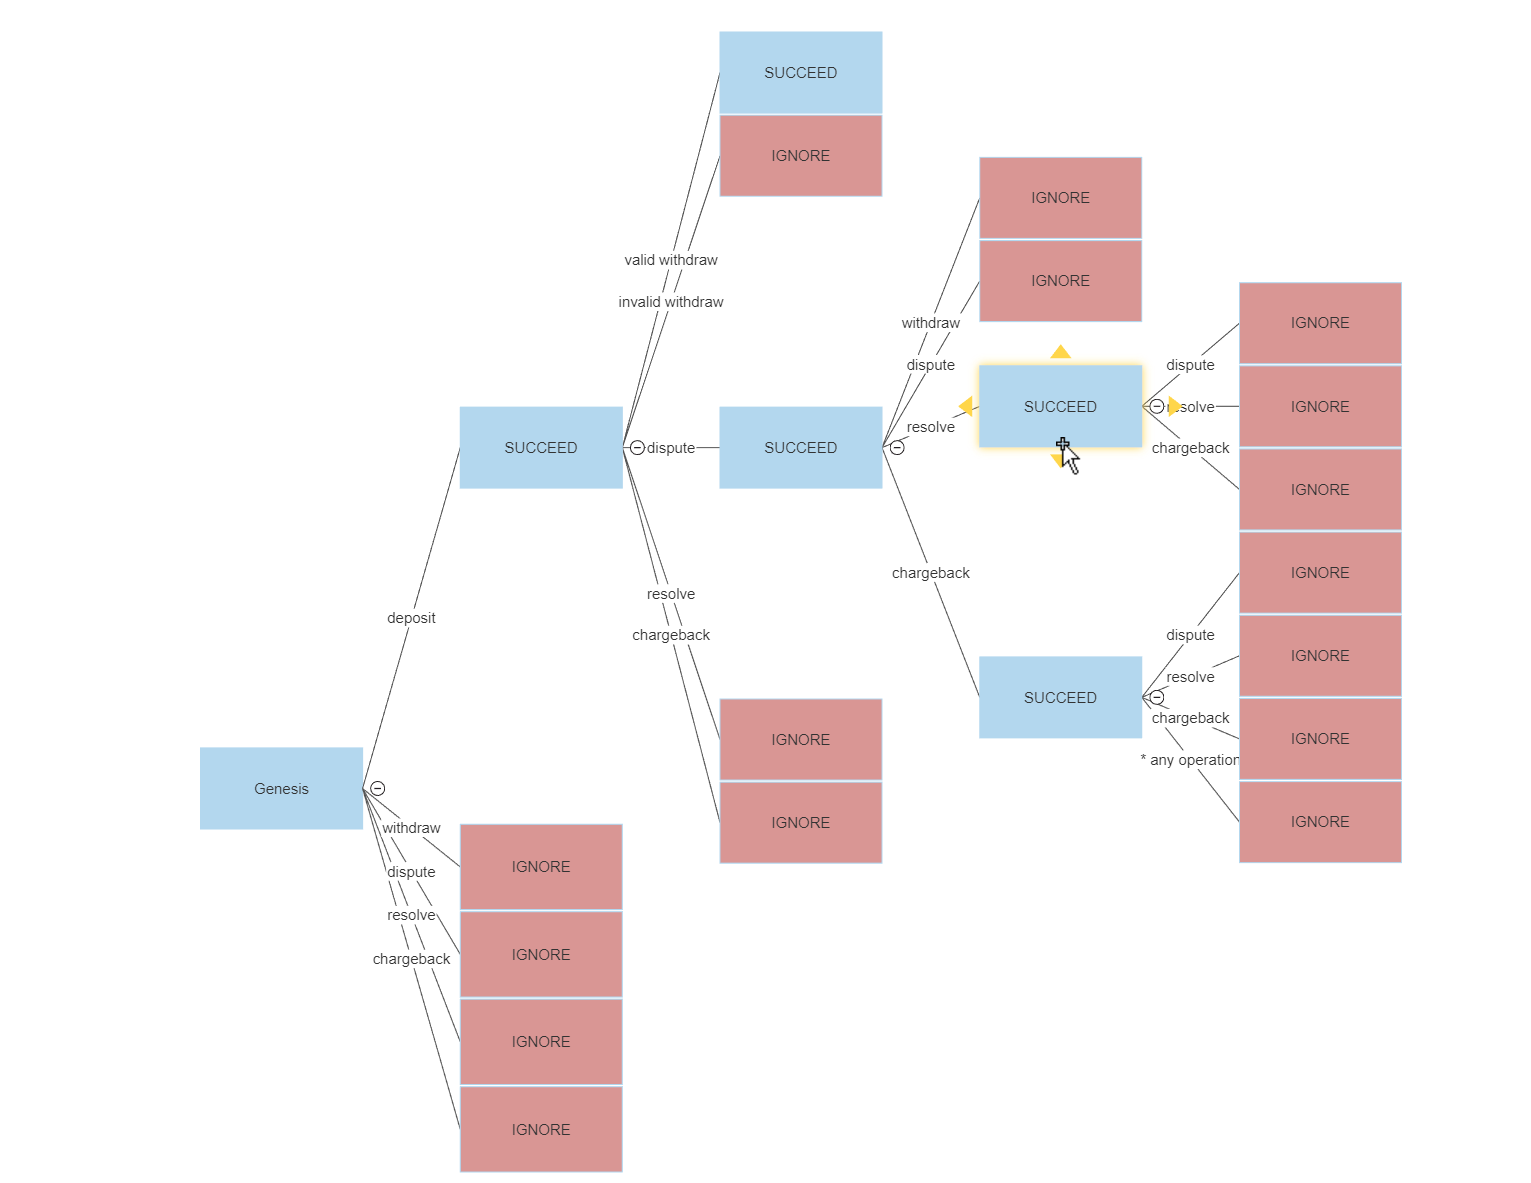 SUCCEED
IGNORE
IGNORE
valid withdraw
IGNORE
invalid withdraw
withdraw
IGNORE
dispute
dispute
SUCCEED
SUCCEED
resolve
IGNORE
resolve
SUCCEED
dispute
SUCCEED
chargeback
IGNORE
chargeback
IGNORE
resolve
deposit
chargeback
dispute
IGNORE
resolve
SUCCEED
chargeback
IGNORE
IGNORE
* any operation
Genesis
IGNORE
IGNORE
withdraw
IGNORE
dispute
resolve
IGNORE
chargeback
IGNORE
IGNORE